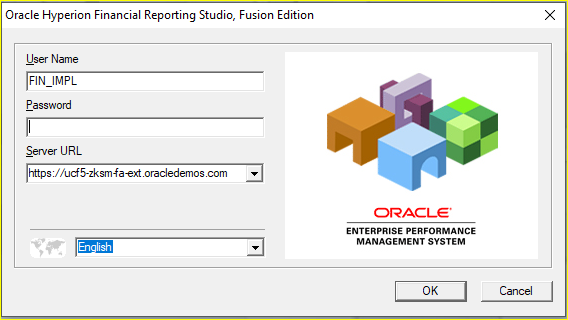 Oracle Hyperion Financial Reporting Studio, Fusion Edition
User Name
FIN_IMPL
Password
Server URL
https://ucf5-zksm-fa-ext.oracledemos.com
English
ORACLE®
ENTERPRISE PERFORMANCE
MANAGEMENT SYSTEM
OK
Cancel